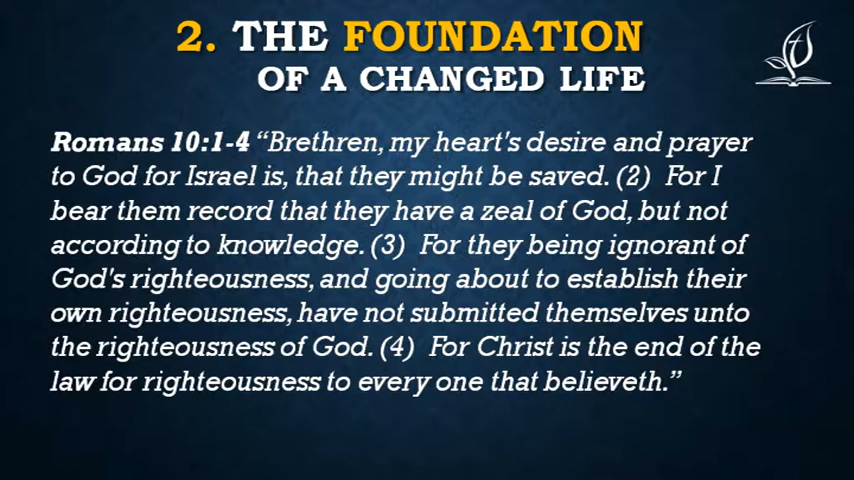 2. THE FOUNDATION
OF A CHANGED LIFE
Romans 10:1-4 “Brethren, my heart's desire and prayer
to God for Israel is, that they might be saved. (2) For I
bear them record that they have a zeal of God, but not
according to knowledge. (3) For they being ignorant of
God's righteousness, and going about to establish their
own righteousness, have not submitted themselves unto
the righteousness of God. (4) For Christ is the end of the
law for righteousness to every one that believeth.”